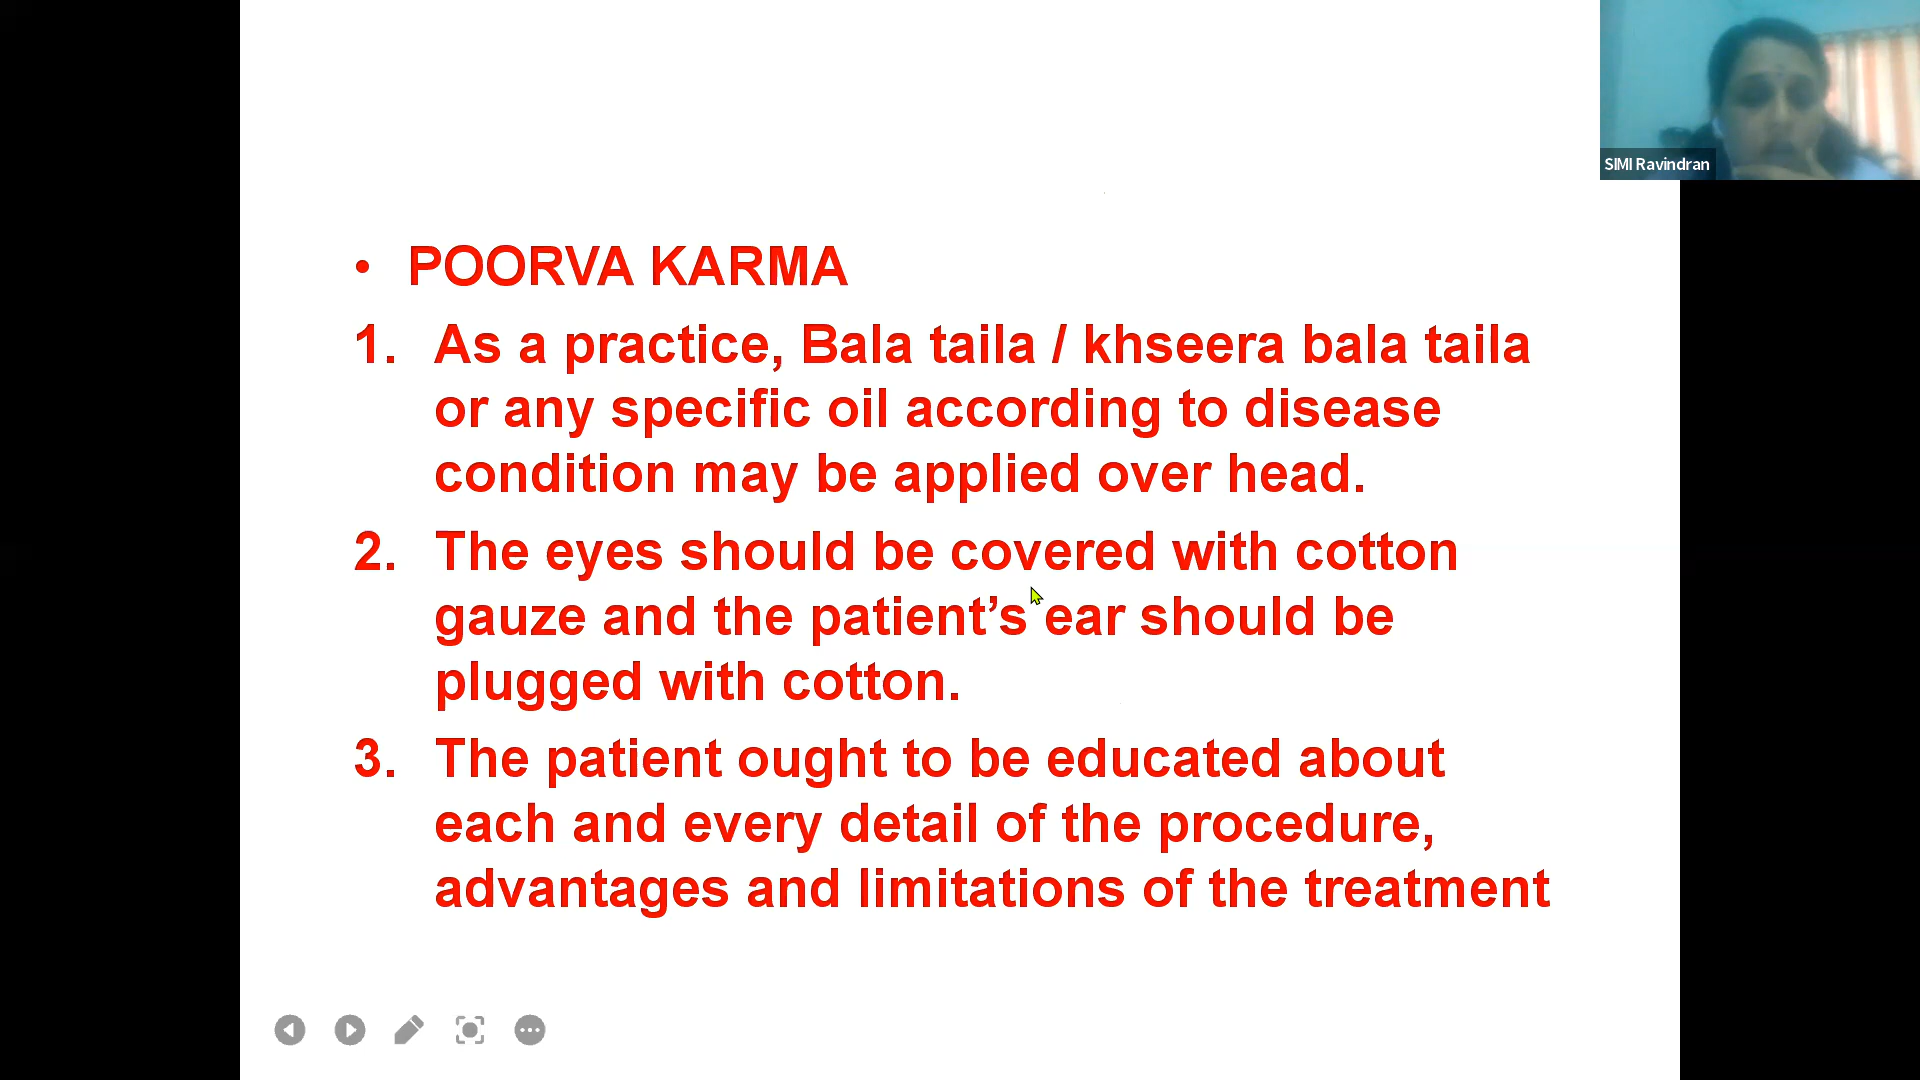 SIMI Ravindran
• POORVA KARMA
1. As a practice, Bala taila / khseera bala taila
or any specific oil according to disease
condition may be applied over head.
2. The eyes should be covered with cotton
gauze and the patient’s ear should be
plugged with cotton.
3. The patient ought to be educated about
each and every detail of the procedure,
advantages and limitations of the treatment